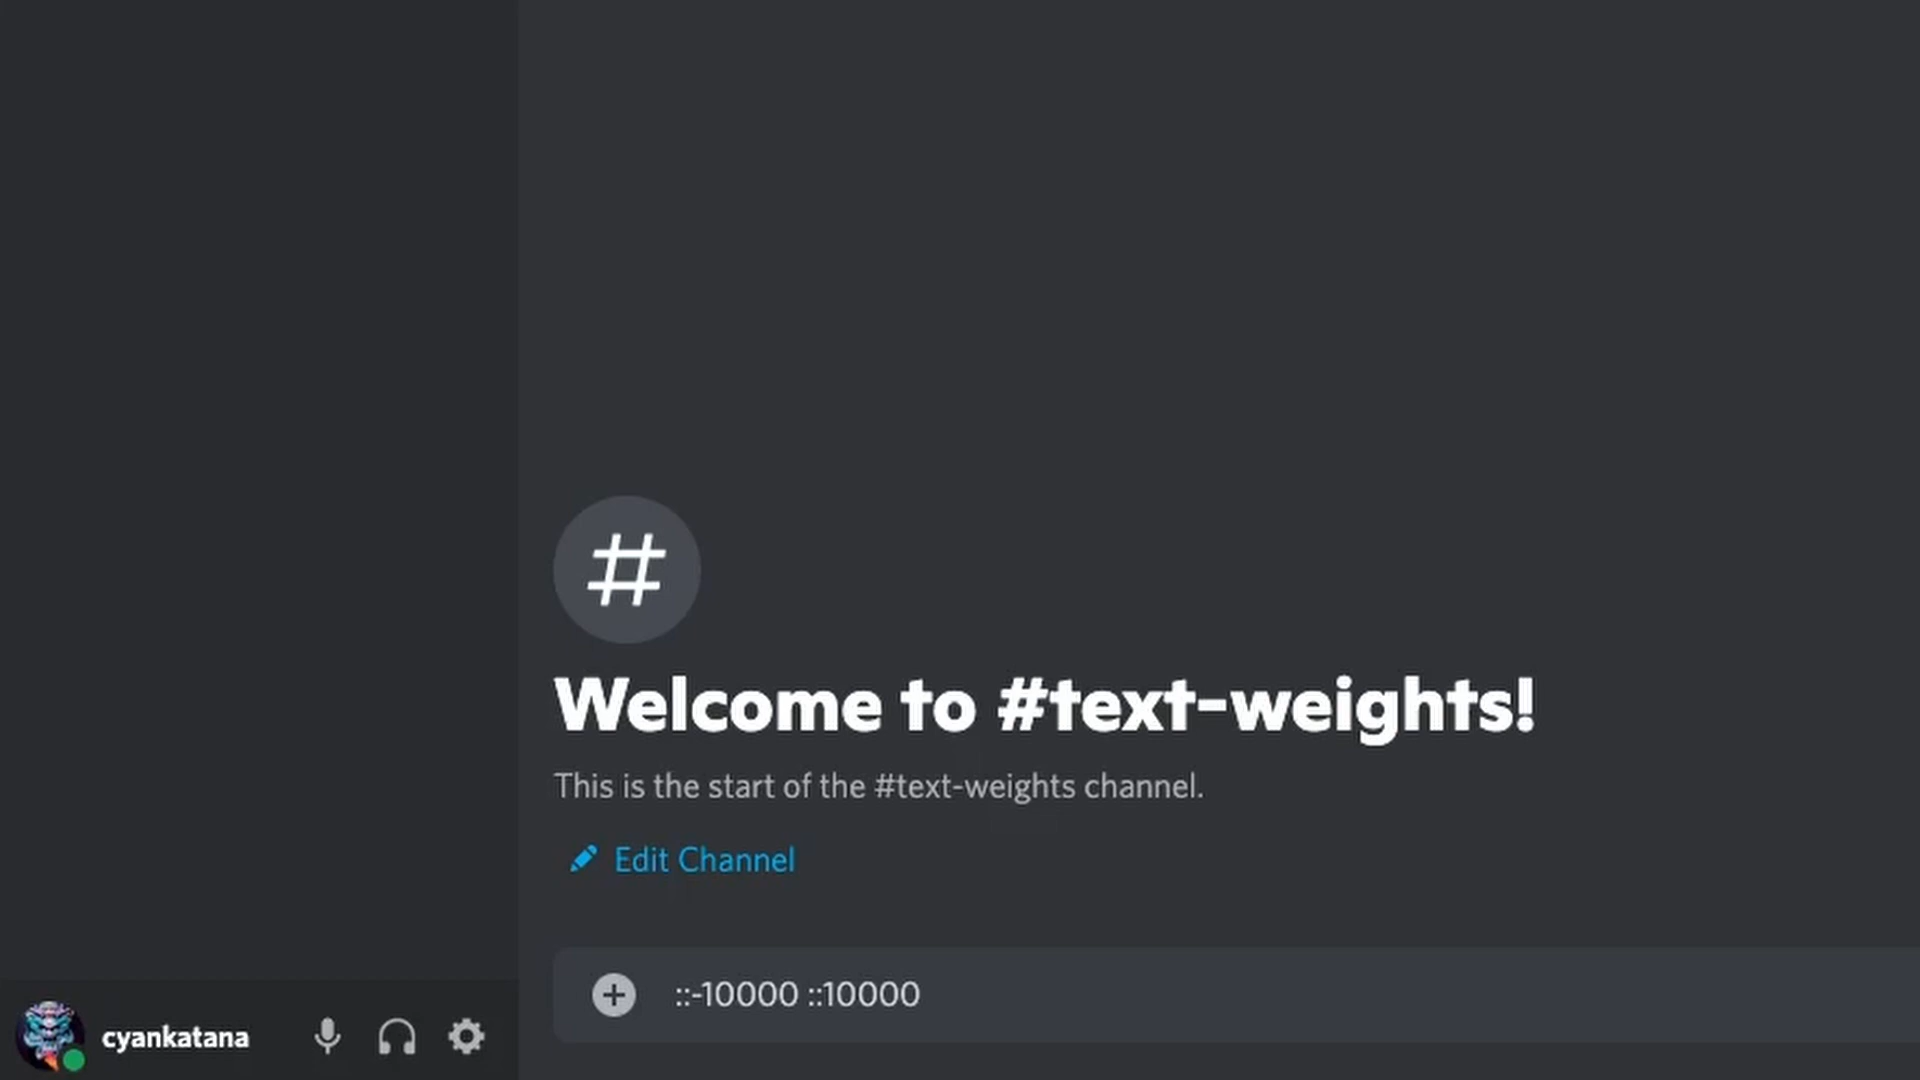 Welcome to #text-weights!
This is the start of the #text-weights channel.
Edit Channel
::-10000 ::10000
cyankatana